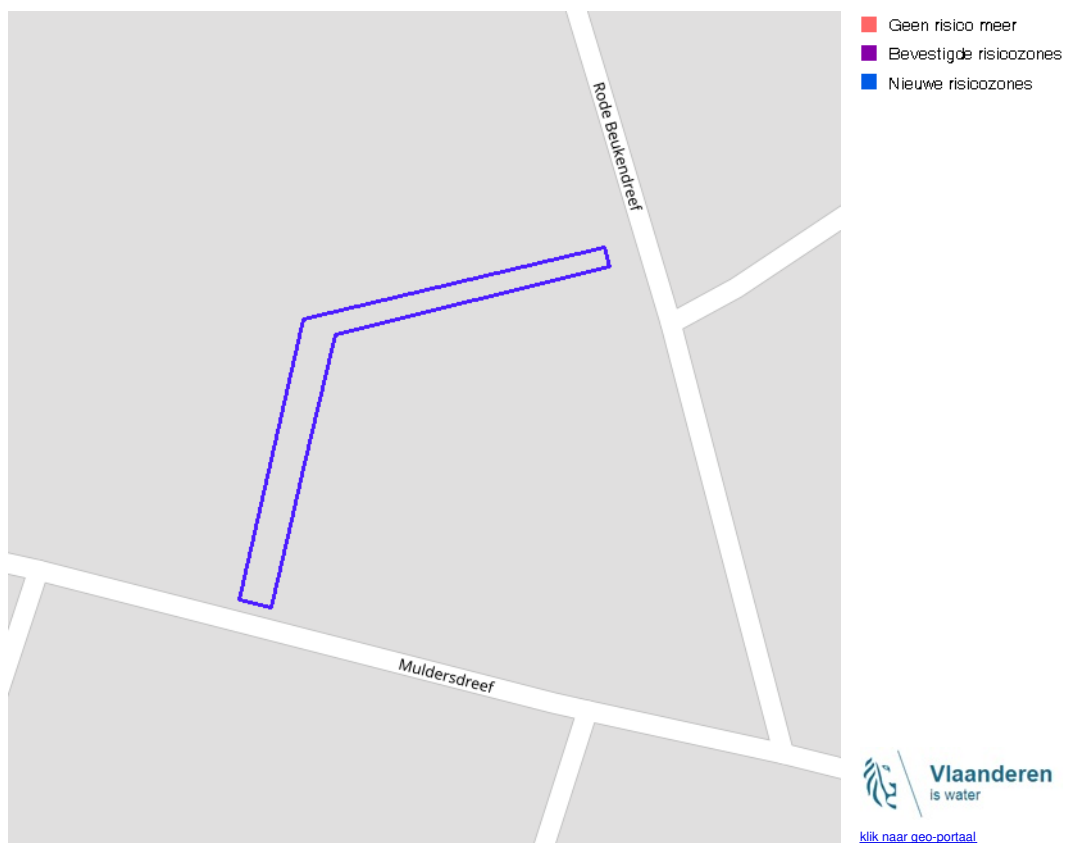 Geen risico meer
Bevestigde risicozones
Nieuwe risicozones
Rode Beukendreef
Muldersdreef
Vlaanderen
is water
klik naar geo-portaal